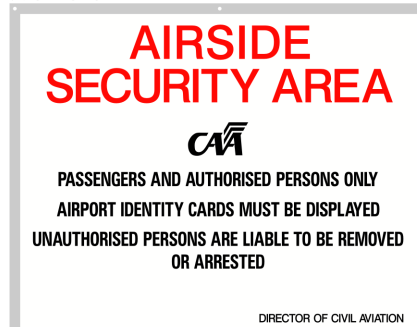 AIRSIDE
SECURITY AREA
CAA
PASSENGERS AND AUTHORISED PERSONS ONLY
AIRPORT IDENTITY CARDS MUST BE DISPLAYED
UNAUTHORISED PERSONS ARE LIABLE TO BE REMOVED
OR ARRESTED
DIRECTOR OF CIVIL AVIATION